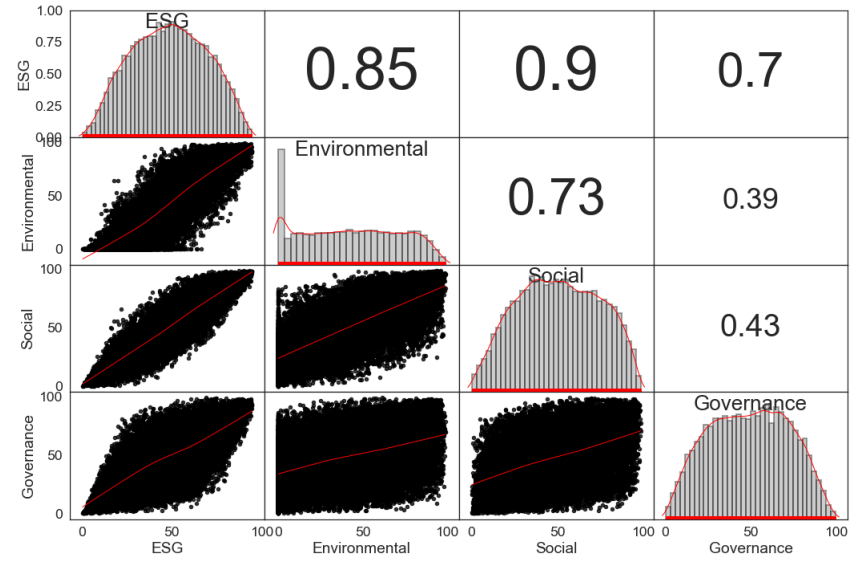 1.00
ESG
0.75
0.50
0.25
0.00
ESG
0.85
0.9
0.7
100
50
0
Environmental
Environmental
0.73
0.39
100
50
0
Social
Social
0.43
100
50
0
Governance
Governance
0 50 100
ESG
0 50 100
Environmental
0 50 100
Social
0 50 100
Governance